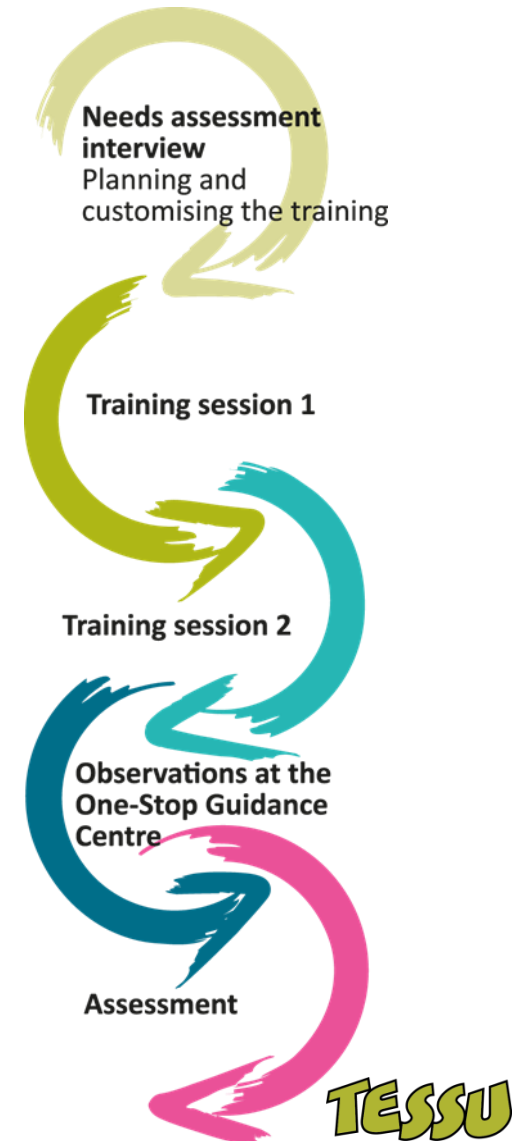 Needs assessment
interview
Planning and
customising the training
Training session 1
Training session 2
Observations at the
One-Stop Guidance
Centre
Assessment
TESSU